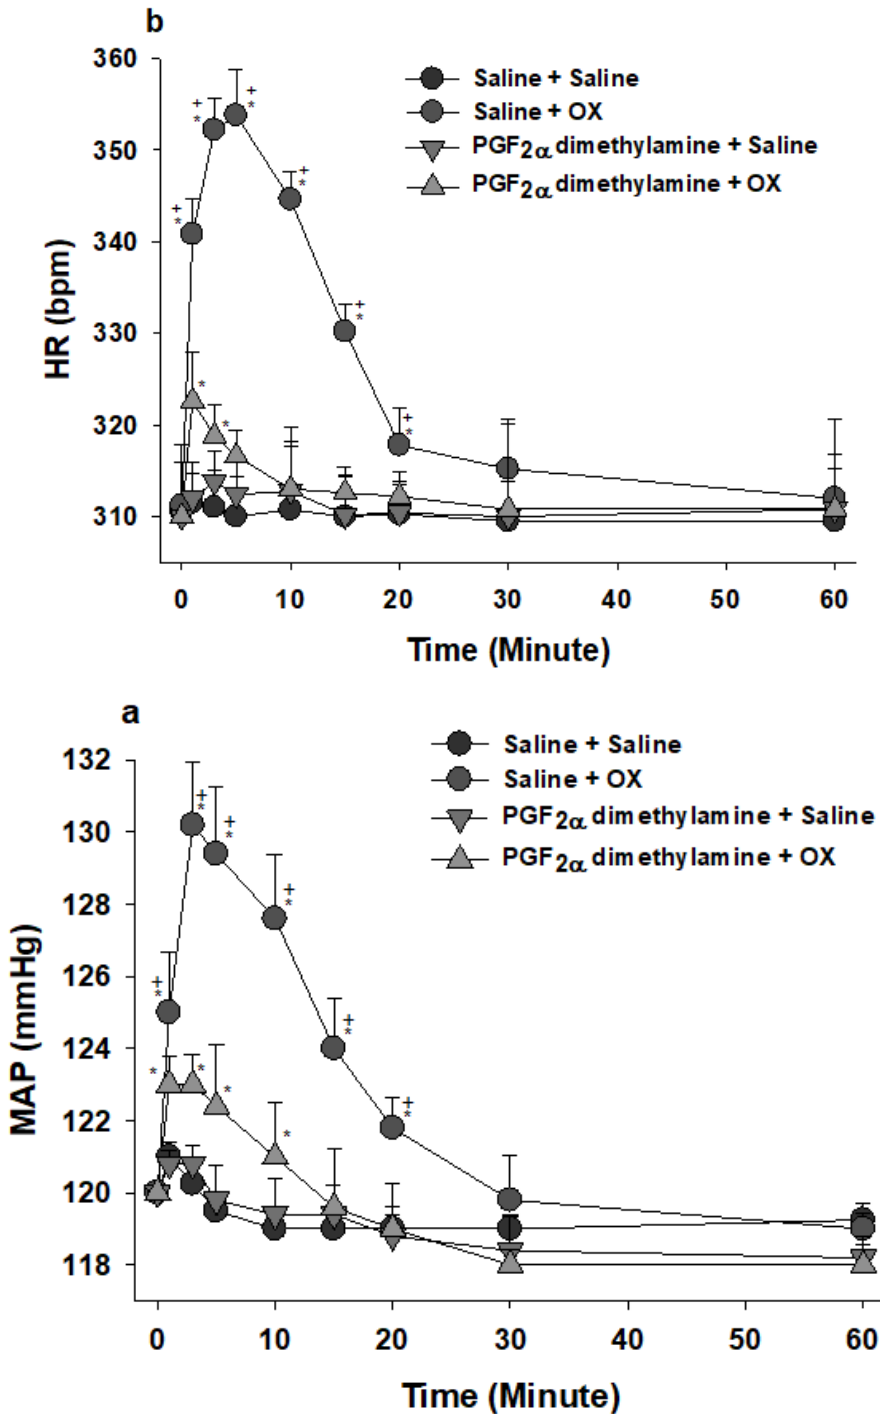 b
360
350
340
330
320
310
HR (bpm)
Saline + Saline
Saline + OX
PGF2α dimethylamine + Saline
PGF2α dimethylamine + OX
+
*
+
*
+
*
+
*
+
*
+
*
*
*
0 10 20 30 40 50 60
Time (Minute)
a
132
130
128
126
124
122
120
118
MAP (mmHg)
Saline + Saline
Saline + OX
PGF2α dimethylamine + Saline
PGF2α dimethylamine + OX
+
*
+
*
+
*
+
*
+
*
+
*
*
*
*
*
0 10 20 30 40 50 60
Time (Minute)